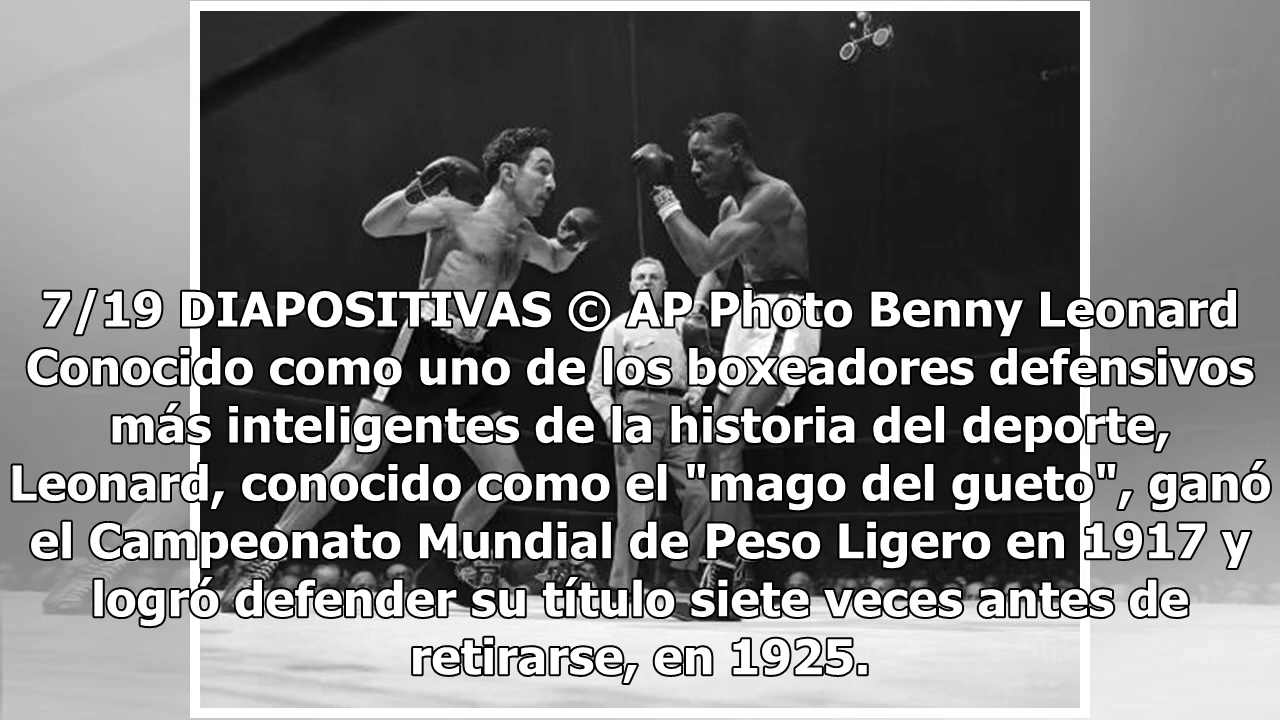 7/19 DIAPOSITIVAS © AP Photo Benny Leonard
Conocido como uno de los boxeadores defensivos
más inteligentes de la historia del deporte,
Leonard, conocido como el "mago del gueto", ganó
el Campeonato Mundial de Peso Ligero en 1917 y
logró defender su título siete veces antes de
retirarse, en 1925.